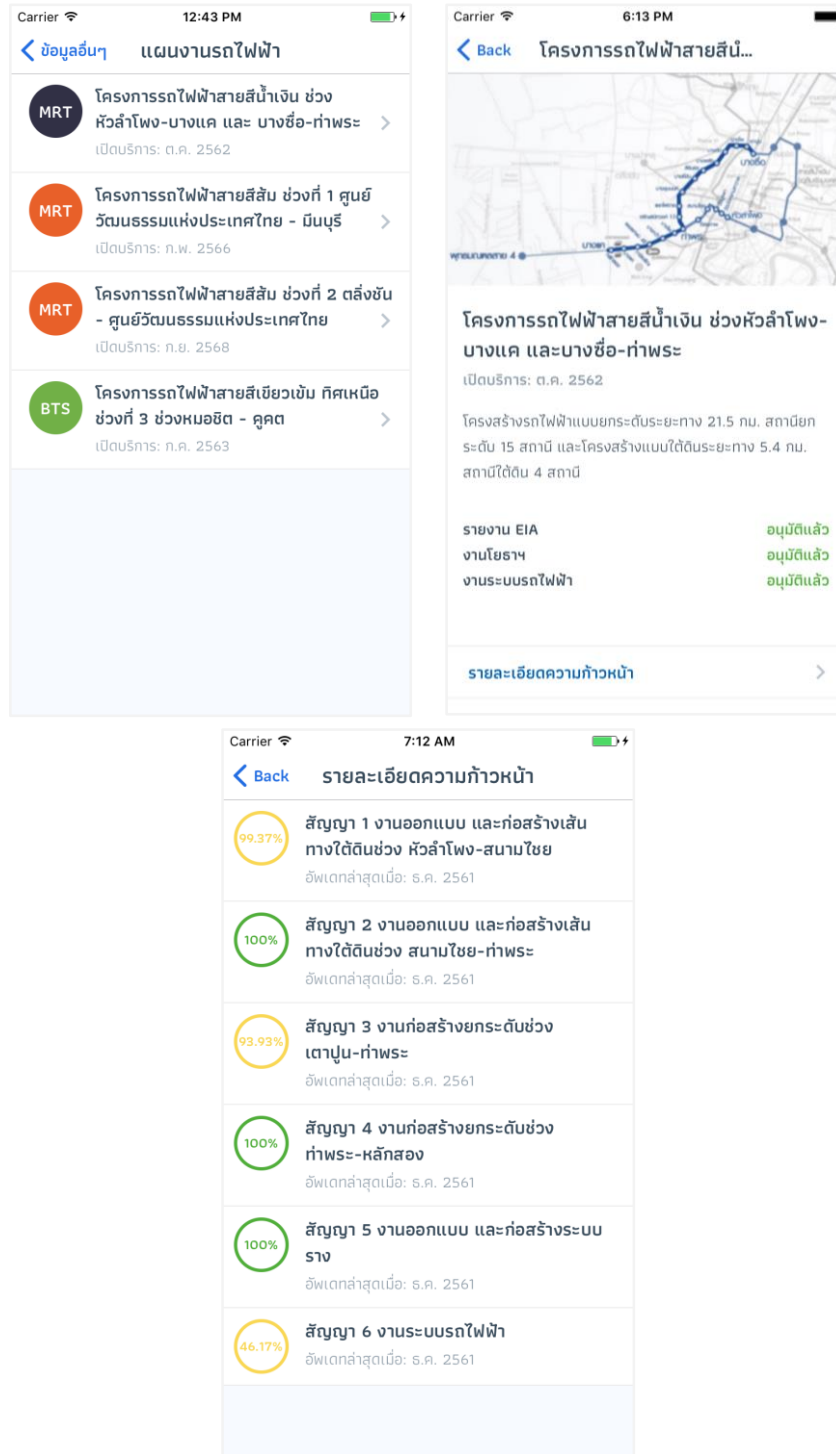 Carrier
12:43 PM
ข้อมูลอื่นๆ
แผนงานรถไฟฟ้า
MRT
โครงการรถไฟฟ้าสายสีน้ำเงิน ช่วง
หัวลำโพง-บางแค และ บางซื่อ-ท่าพระ
เปิดบริการ: ต.ค. 2562
MRT
โครงการรถไฟฟ้าสายสีส้ม ช่วงที่ 1 ศูนย์
วัฒนธรรมแห่งประเทศไทย - มีนบุรี
เปิดบริการ: ก.พ. 2566
MRT
โครงการรถไฟฟ้าสายสีส้ม ช่วงที่ 2 ตลิ่งชัน
- ศูนย์วัฒนธรรมแห่งประเทศไทย
เปิดบริการ: ก.ย. 2568
BTS
โครงการรถไฟฟ้าสายสีเขียวเข้ม ทิศเหนือ
ช่วงที่ 3 ช่วงหมอชิต - คูคต
เปิดบริการ: ก.ค. 2563
Carrier
6:13 PM
Back
โครงการรถไฟฟ้าสายสีน้ำ...
บางซื่อ
หัวลำโพง
ท่าพระ
บางแค
พุทธมณฑลสาย 4
โครงการรถไฟฟ้าสายสีน้ำเงิน ช่วงหัวลำโพง-
บางแค และบางซื่อ-ท่าพระ
เปิดบริการ: ต.ค. 2562
โครงสร้างรถไฟฟ้าแบบยกระดับระยะทาง 21.5 กม. สถานียก
ระดับ 15 สถานี และโครงสร้างแบบใต้ดินระยะทาง 5.4 กม.
สถานีใต้ดิน 4 สถานี
รายงาน EIA อนุมัติแล้ว
งานโยธาฯ อนุมัติแล้ว
งานระบบรถไฟฟ้า อนุมัติแล้ว
รายละเอียดความก้าวหน้า
Carrier
7:12 AM
Back
รายละเอียดความก้าวหน้า
99.37%
สัญญา 1 งานออกแบบ และก่อสร้างเส้น
ทางใต้ดินช่วง หัวลำโพง-สนามไชย
อัพเดทล่าสุดเมื่อ: ธ.ค. 2561
100%
สัญญา 2 งานออกแบบ และก่อสร้างเส้น
ทางใต้ดินช่วง สนามไชย-ท่าพระ
อัพเดทล่าสุดเมื่อ: ธ.ค. 2561
93.93%
สัญญา 3 งานก่อสร้างยกระดับช่วง
เตาปูน-ท่าพระ
อัพเดทล่าสุดเมื่อ: ธ.ค. 2561
100%
สัญญา 4 งานก่อสร้างยกระดับช่วง
ท่าพระ-หลักสอง
อัพเดทล่าสุดเมื่อ: ธ.ค. 2561
100%
สัญญา 5 งานออกแบบ และก่อสร้างระบบ
ราง
อัพเดทล่าสุดเมื่อ: ธ.ค. 2561
46.17%
สัญญา 6 งานระบบรถไฟฟ้า
อัพเดทล่าสุดเมื่อ: ธ.ค. 2561